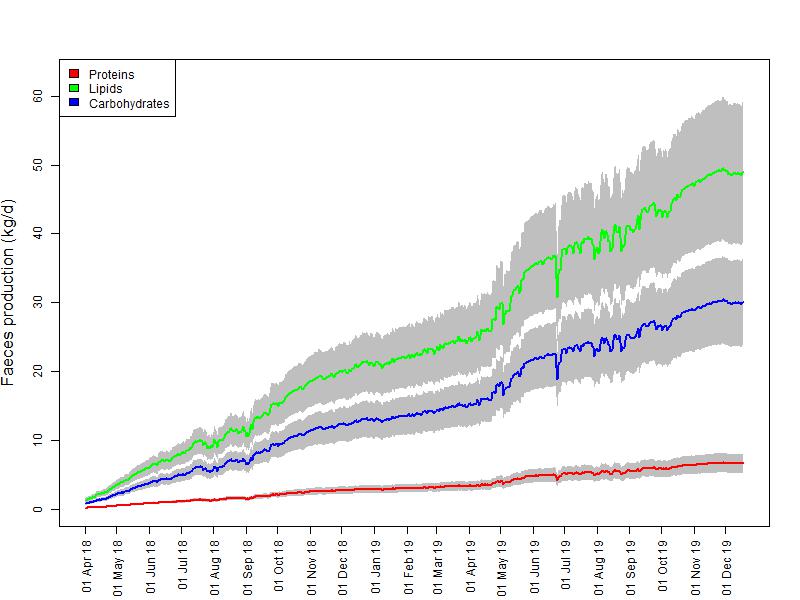 Proteins
Lipids
Carbohydrates
Faeces production (kg/d)
60
50
40
30
20
10
0
01 Apr 18
01 May 18
01 Jun 18
01 Jul 18
01 Aug 18
01 Sep 18
01 Oct 18
01 Nov 18
01 Dec 18
01 Jan 19
01 Feb 19
01 Mar 19
01 Apr 19
01 May 19
01 Jun 19
01 Jul 19
01 Aug 19
01 Sep 19
01 Oct 19
01 Nov 19
01 Dec 19